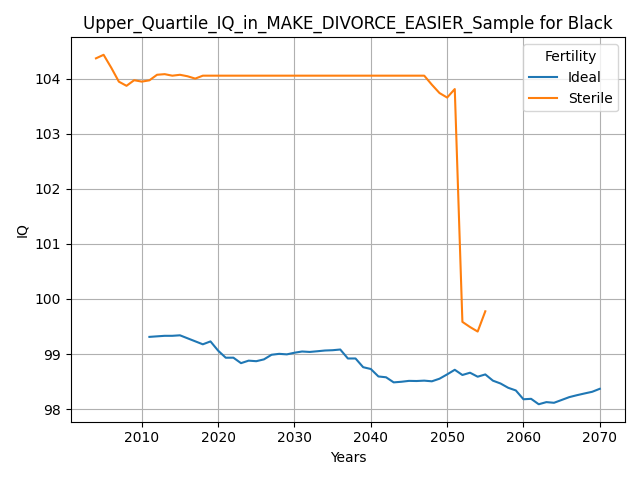 Upper_Quartile_IQ_in_MAKE_DIVORCE_EASIER_Sample for Black
Fertility
Ideal
Sterile
104
103
102
101
100
99
98
IQ
2010 2020 2030 2040 2050 2060 2070
Years